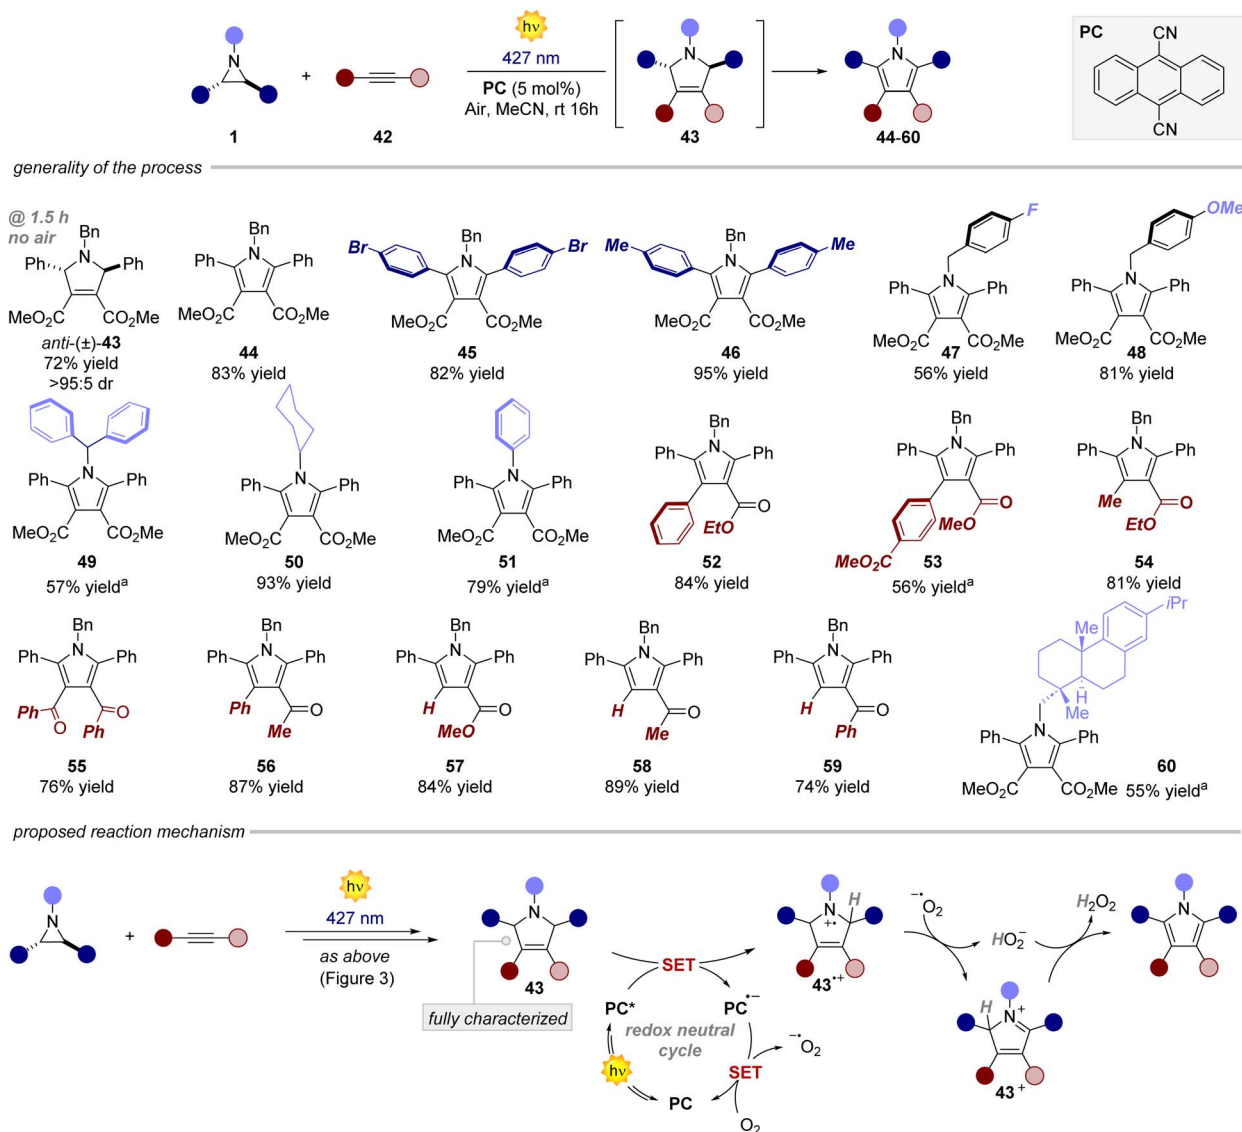 hν
427 nm
PC (5 mol%)
Air, MeCN, rt 16h
N
+
N
N
1
42
43
44-60
PC
CN
CN
generality of the process
@ 1.5 h
no air
Bn
N
Ph
Ph
MeO₂C
CO₂Me
anti-(±)-43
72% yield
>95:5 dr
Bn
N
Ph
Ph
MeO₂C
CO₂Me
44
83% yield
Br
Bn
Br
N
MeO₂C
CO₂Me
45
82% yield
Me
Bn
Me
N
MeO₂C
CO₂Me
46
95% yield
F
N
Ph
Ph
MeO₂C
CO₂Me
47
56% yield
OMe
N
Ph
Ph
MeO₂C
CO₂Me
48
81% yield
N
Ph
Ph
MeO₂C
CO₂Me
49
57% yieldᵃ
N
Ph
Ph
MeO₂C
CO₂Me
50
93% yield
N
Ph
Ph
MeO₂C
CO₂Me
51
79% yieldᵃ
Bn
N
Ph
Ph
O
EtO
52
84% yield
Bn
N
Ph
Ph
O
MeO
MeO₂C
53
56% yieldᵃ
Bn
N
Ph
Ph
Me
O
EtO
54
81% yield
Bn
N
Ph
Ph
Ph
O
O
Ph
55
76% yield
Bn
N
Ph
Ph
Ph
O
Me
56
87% yield
Bn
N
Ph
Ph
H
O
MeO
57
84% yield
Bn
N
Ph
Ph
H
O
Me
58
89% yield
Bn
N
Ph
Ph
H
O
Ph
59
74% yield
iPr
Me
H
Me
N
Ph
Ph
MeO₂C
CO₂Me
60
55% yieldᵃ
proposed reaction mechanism
N
+
hν
427 nm
as above
(Figure 3)
N
43
fully characterized
SET
PC*
PC•−
redox neutral
cycle
hν
PC
SET
−•O₂
O₂
N
H
+•
43•+
−•O₂
HO₂−
H₂O₂
H
N+
43+
N